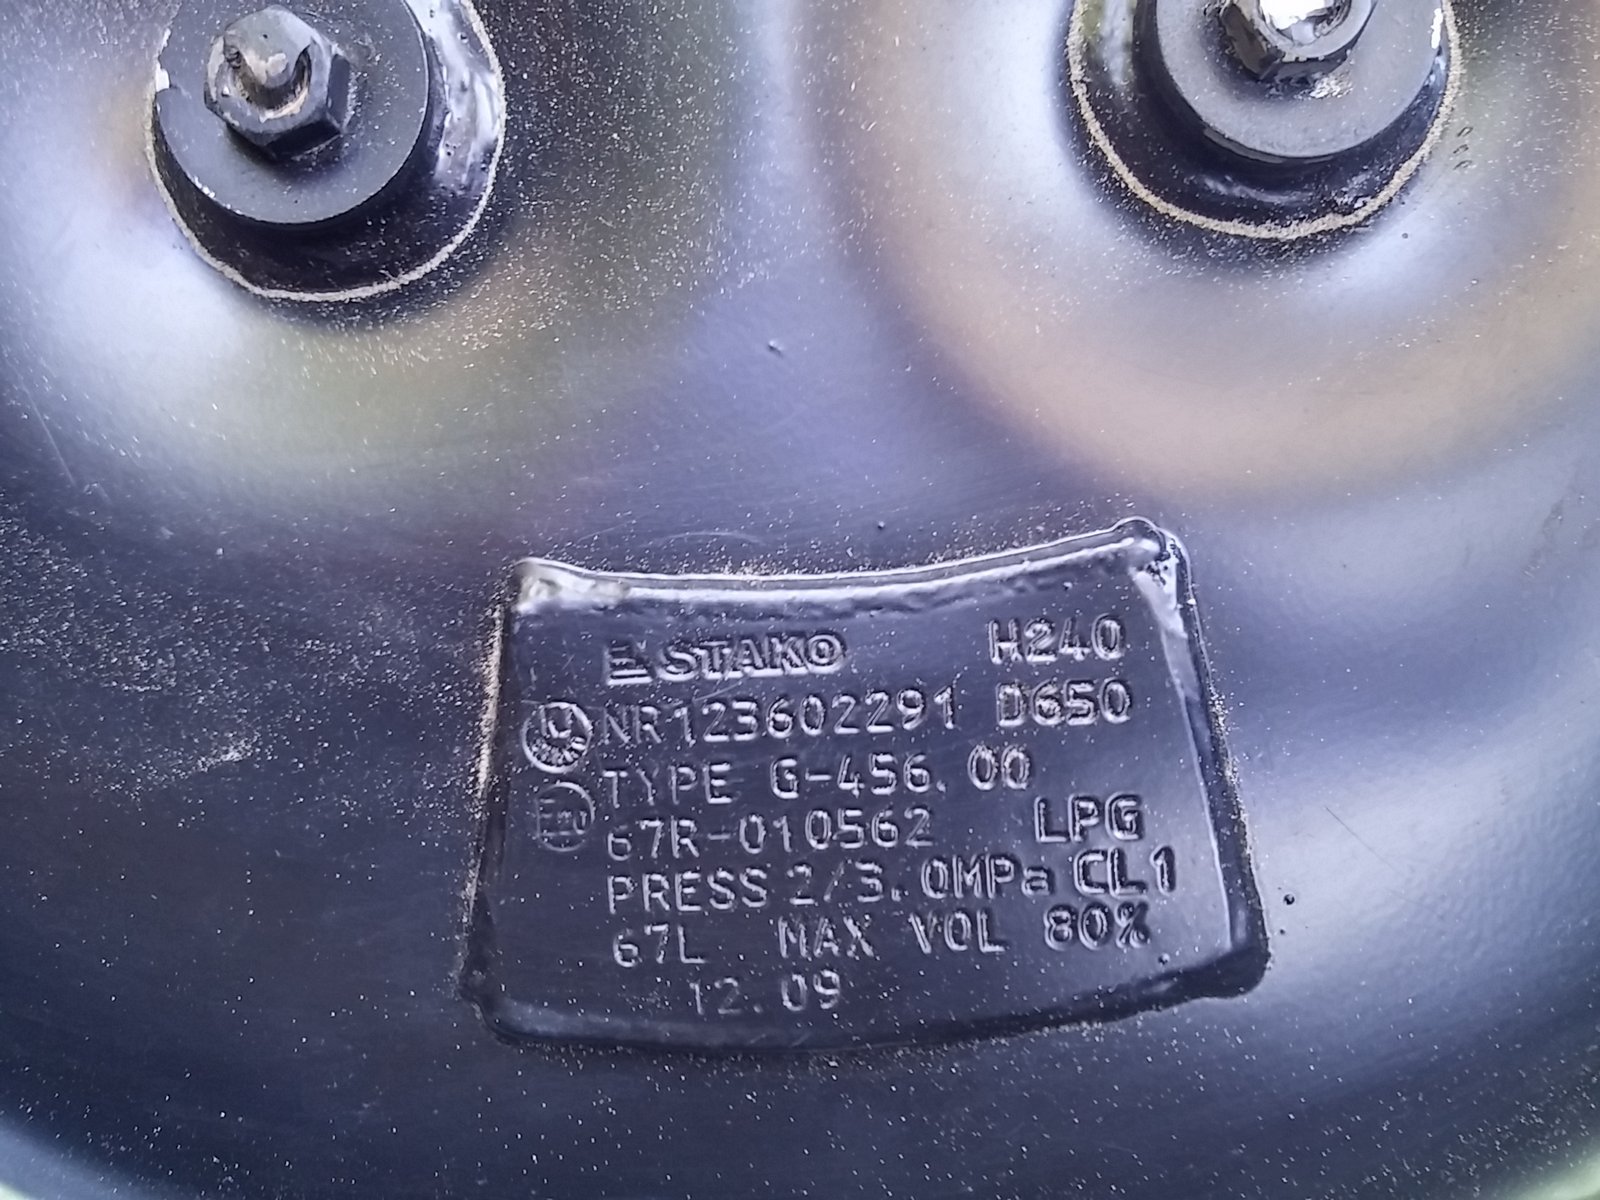 STAKO H240
NR123602291 D650
TYPE G-456.00
67R-010562 LPG
PRESS 2/3.0MPa CL1
67L MAX VOL 80%
12.09